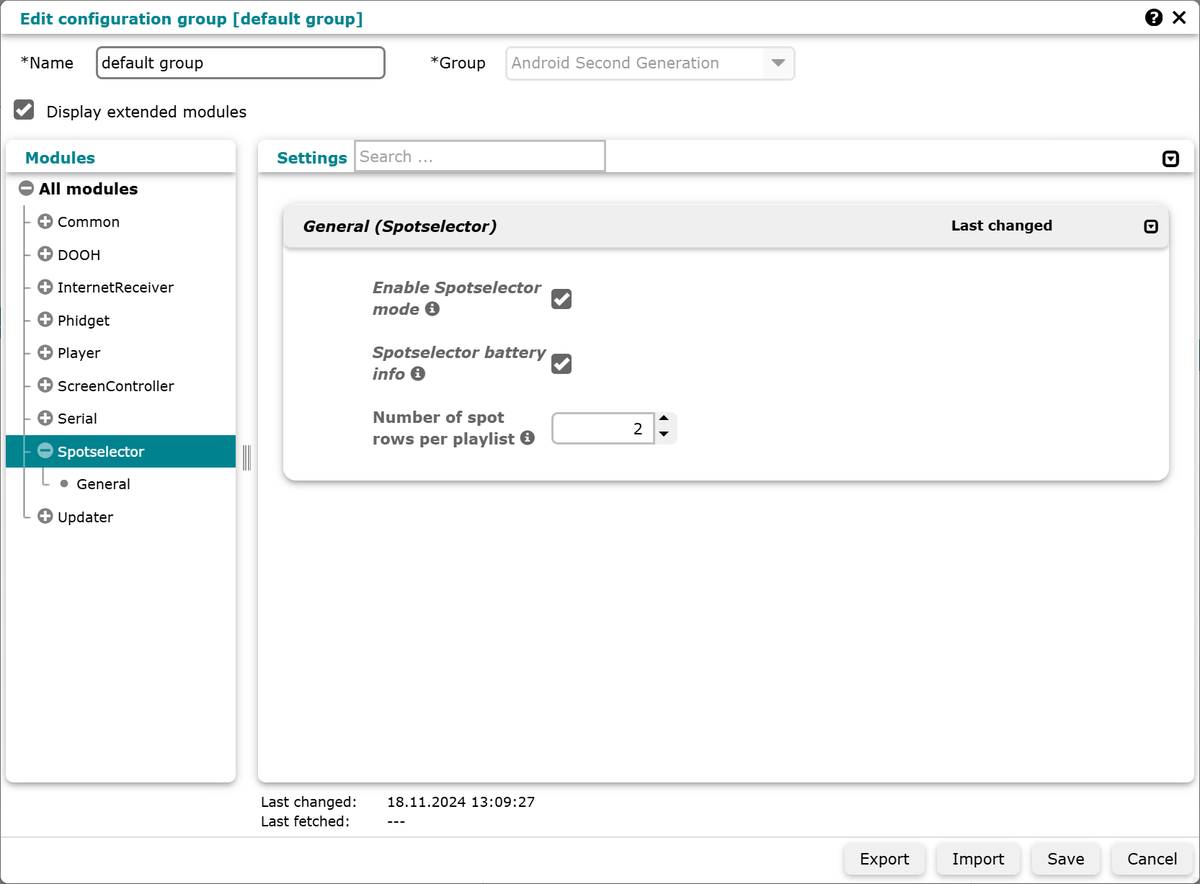 Edit configuration group [default group]
*Name default group *Group Android Second Generation
Display extended modules
Modules
All modules
Common
DOOH
InternetReceiver
Phidget
Player
ScreenController
Serial
Spotselector
General
Updater
Settings Search ...
General (Spotselector) Last changed
Enable Spotselector
mode
Spotselector battery
info
Number of spot
rows per playlist 2
Last changed: 18.11.2024 13:09:27
Last fetched: ---
Export Import Save Cancel